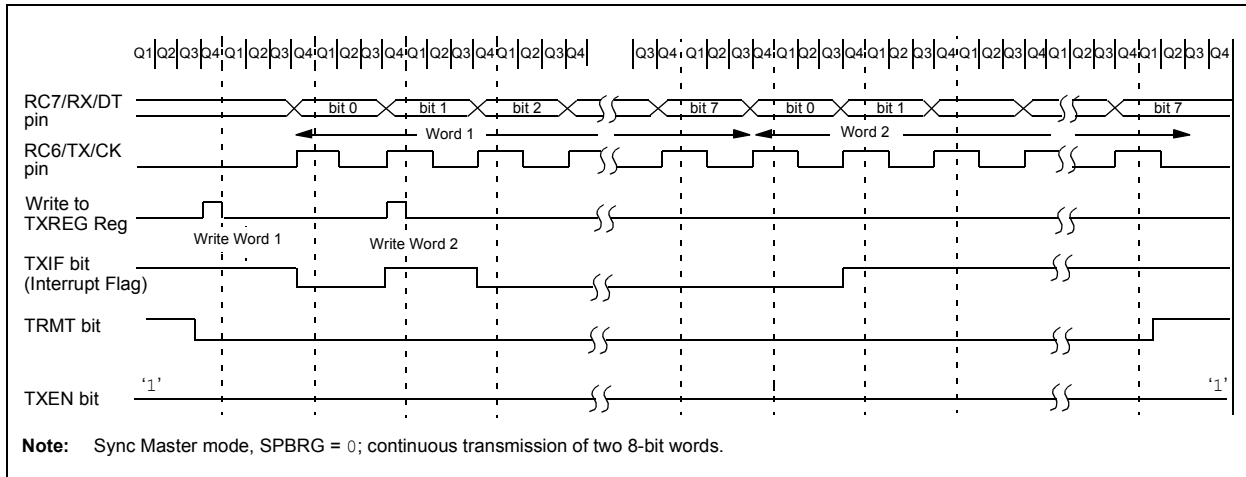 Q1 Q2 Q3 Q4 Q1 Q2 Q3 Q4 Q1 Q2 Q3 Q4 Q1 Q2 Q3 Q4 Q1 Q2 Q3 Q4 Q3 Q4 Q1 Q2 Q3 Q4 Q1 Q2 Q3 Q4 Q1 Q2 Q3 Q4 Q1 Q2 Q3 Q4 Q1 Q2 Q3 Q4 Q1 Q2 Q3 Q4
RC7/RX/DT
pin
bit 0 bit 1 bit 2 bit 7 bit 0 bit 1 bit 7
Word 1 Word 2
RC6/TX/CK
pin
Write to
TXREG Reg
Write Word 1 Write Word 2
TXIF bit
(Interrupt Flag)
TRMT bit
‘1’ ‘1’
TXEN bit
Note: Sync Master mode, SPBRG = 0; continuous transmission of two 8-bit words.